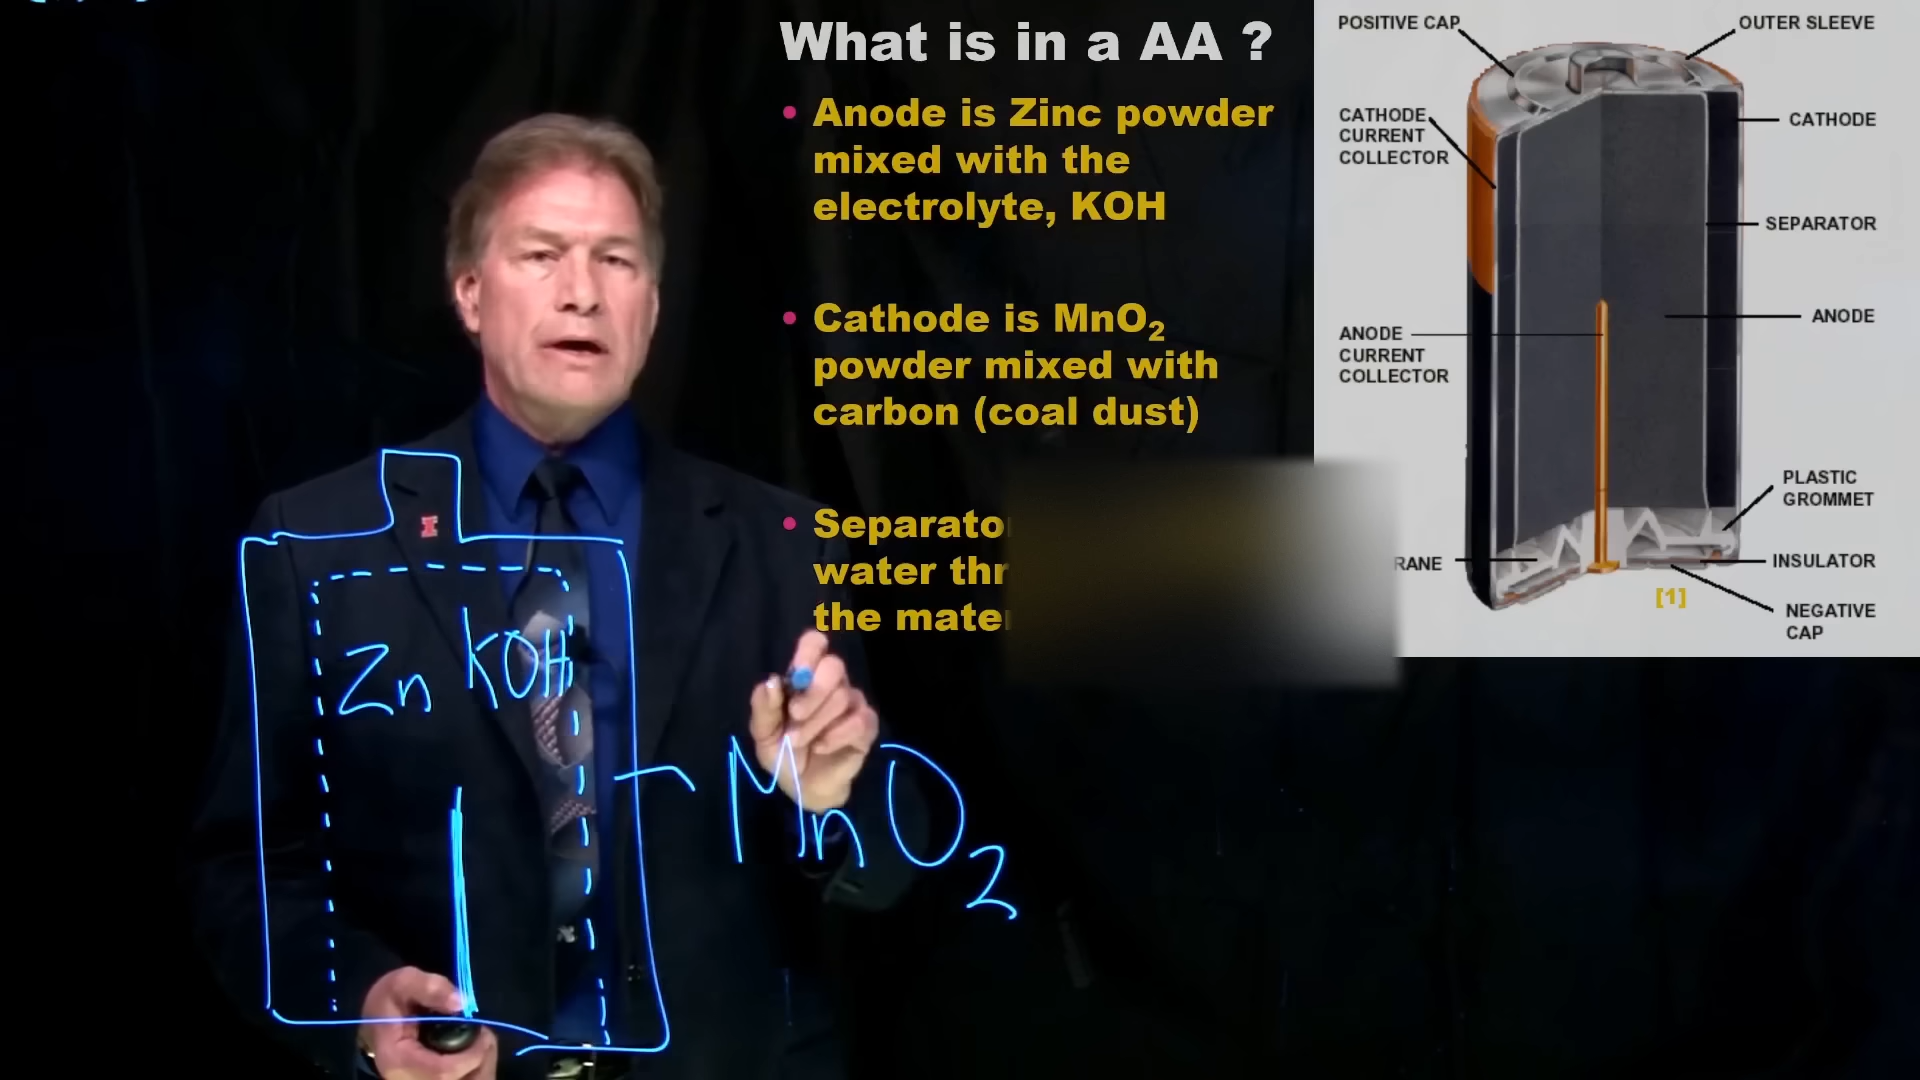 What is in a AA ?
• Anode is Zinc powder
mixed with the
electrolyte, KOH
• Cathode is MnO₂
powder mixed with
carbon (coal dust)
• Separato
water thr
the mate
POSITIVE CAP
OUTER SLEEVE
CATHODE
CURRENT
COLLECTOR
CATHODE
SEPARATOR
ANODE
CURRENT
COLLECTOR
ANODE
PLASTIC
GROMMET
RANE
INSULATOR
[1]
NEGATIVE
CAP
I
Zn KOH
MnO₂